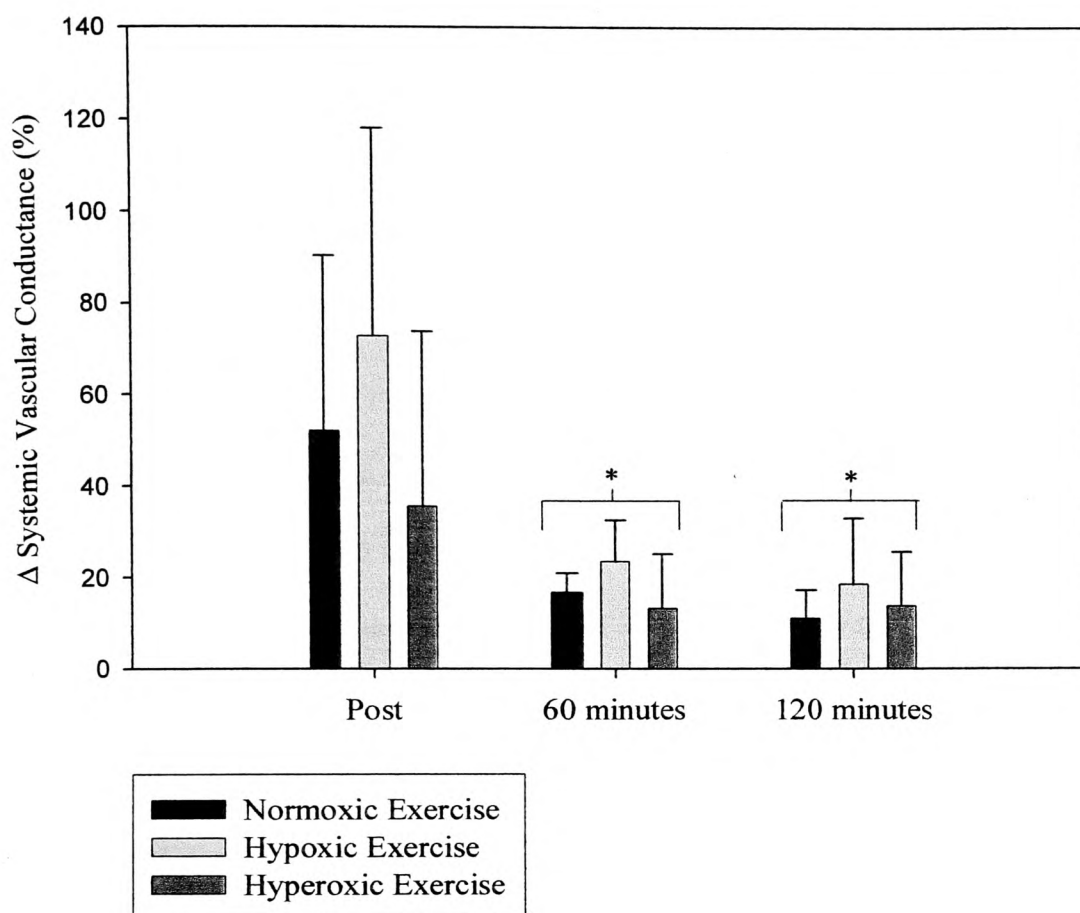 Δ Systemic Vascular Conductance (%)
140
120
100
80
60
40
20
0
*
*
Post 60 minutes 120 minutes
Normoxic Exercise
Hypoxic Exercise
Hyperoxic Exercise